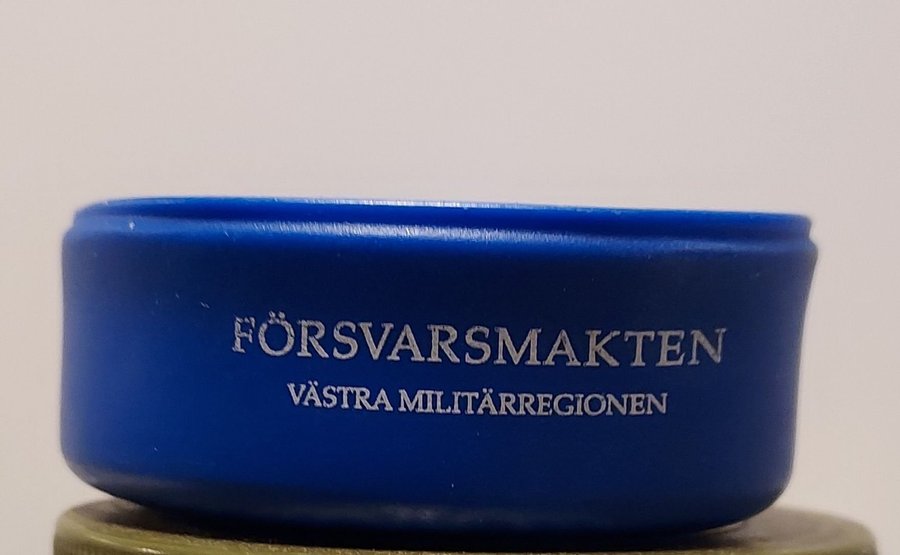 FÖRSVARSMAKTEN
VÄSTRA MILITÄRREGIONEN